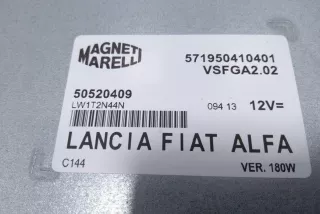 MAGNETI
MARELLI
571950410401
VSFGA2.02
50520409
LW1T2N44N
094 13
12V=
LANCIA FIAT ALFA
C144
VER. 180W